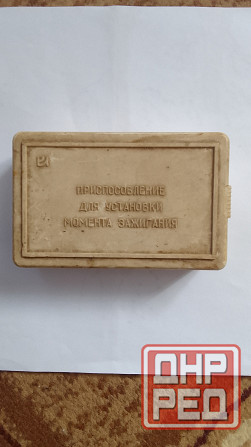 ПРИСПОСОБЛЕНИЕ
ДЛЯ УСТАНОВКИ
МОМЕНТА ЗАЖИГАНИЯ
ДНР
РЕД